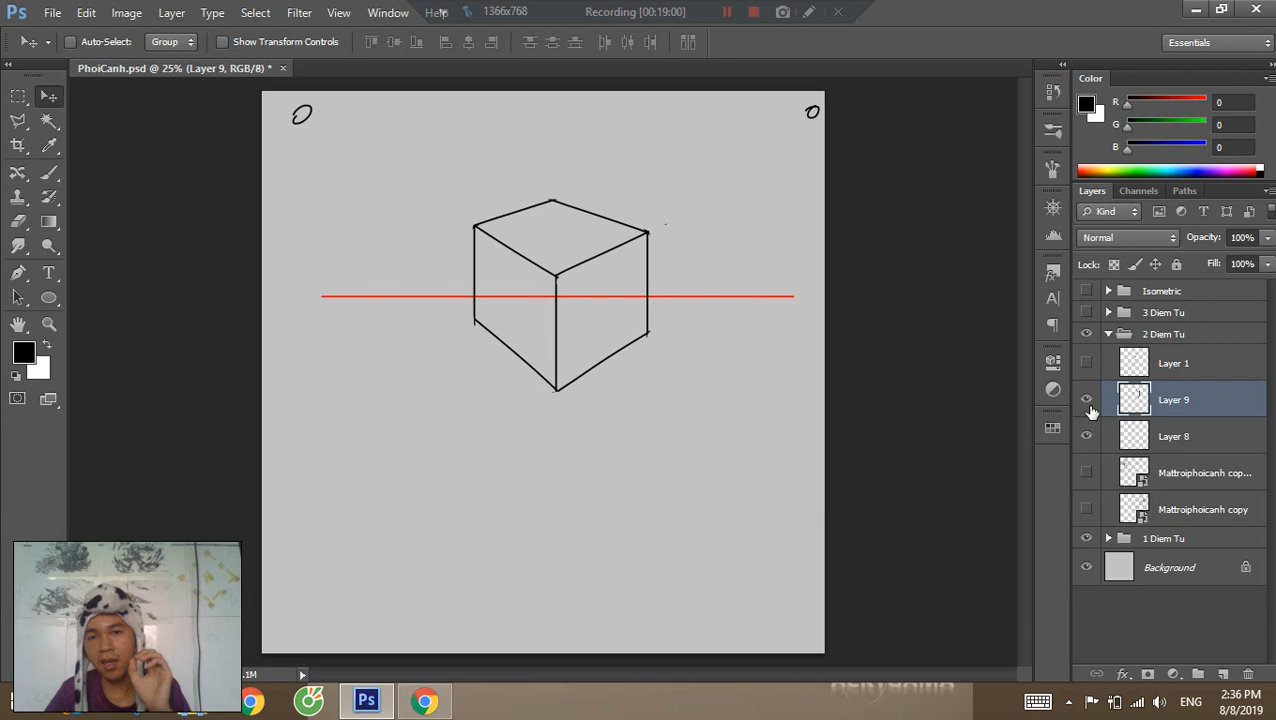 Ps File Edit Image Layer Type Select Filter View Window Help 1366x768 Recording [00:19:00]
Auto-Select: Group Show Transform Controls Essentials
PhoiCanh.psd @ 25% (Layer 9, RGB/8) *
Color
R 0
G 0
B 0
Layers Channels Paths
Kind
Normal Opacity: 100%
Lock: Fill: 100%
Isometric
3 Diem Tu
2 Diem Tu
Layer 1
Layer 9
Layer 8
Mattroiphoicanh cop...
Mattroiphoicanh copy
1 Diem Tu
Background
.1M
Ps
ENG
2:36 PM
8/8/2019